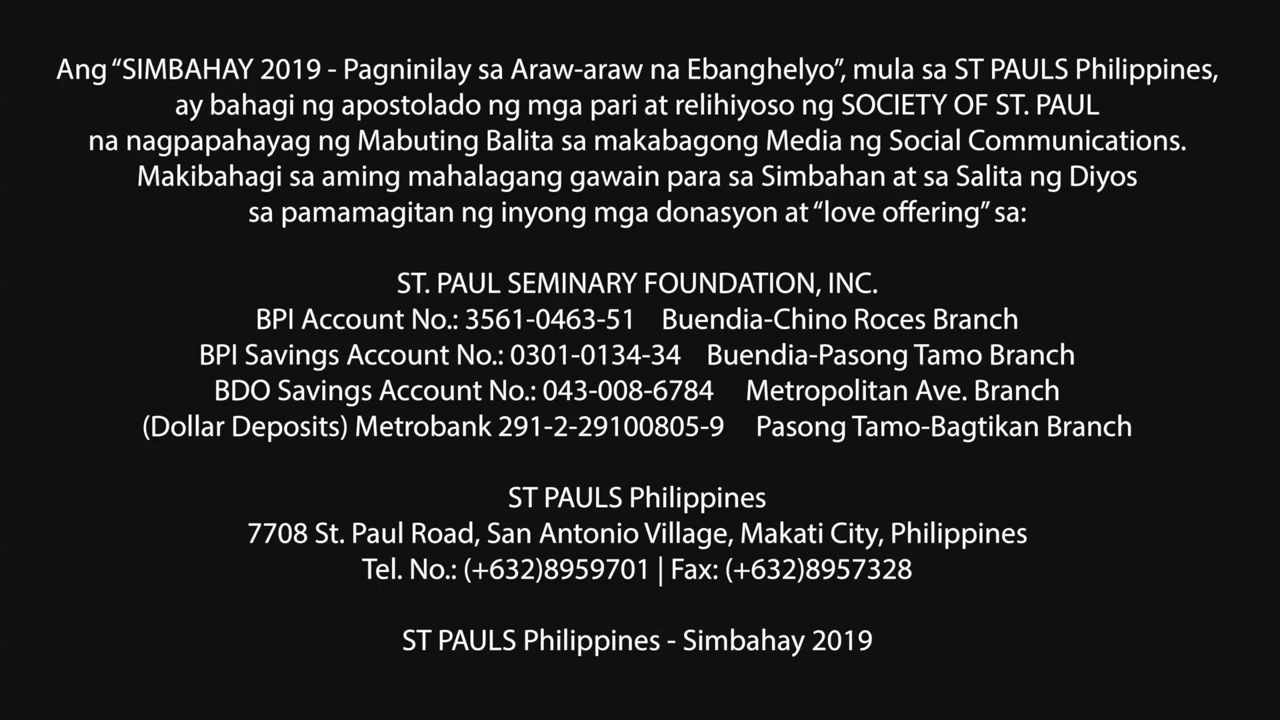 Ang “SIMBAHAY 2019 - Pagninilay sa Araw-araw na Ebanghelyo”, mula sa ST PAULS Philippines,
ay bahagi ng apostolado ng mga pari at relihiyoso ng SOCIETY OF ST. PAUL
na nagpapahayag ng Mabuting Balita sa makabagong Media ng Social Communications.
Makibahagi sa aming mahalagang gawain para sa Simbahan at sa Salita ng Diyos
sa pamamagitan ng inyong mga donasyon at “love offering” sa:
ST. PAUL SEMINARY FOUNDATION, INC.
BPI Account No.: 3561-0463-51 Buendia-Chino Roces Branch
BPI Savings Account No.: 0301-0134-34 Buendia-Pasong Tamo Branch
BDO Savings Account No.: 043-008-6784 Metropolitan Ave. Branch
(Dollar Deposits) Metrobank 291-2-29100805-9 Pasong Tamo-Bagtikan Branch
ST PAULS Philippines
7708 St. Paul Road, San Antonio Village, Makati City, Philippines
Tel. No.: (+632)8959701 | Fax: (+632)8957328
ST PAULS Philippines - Simbahay 2019